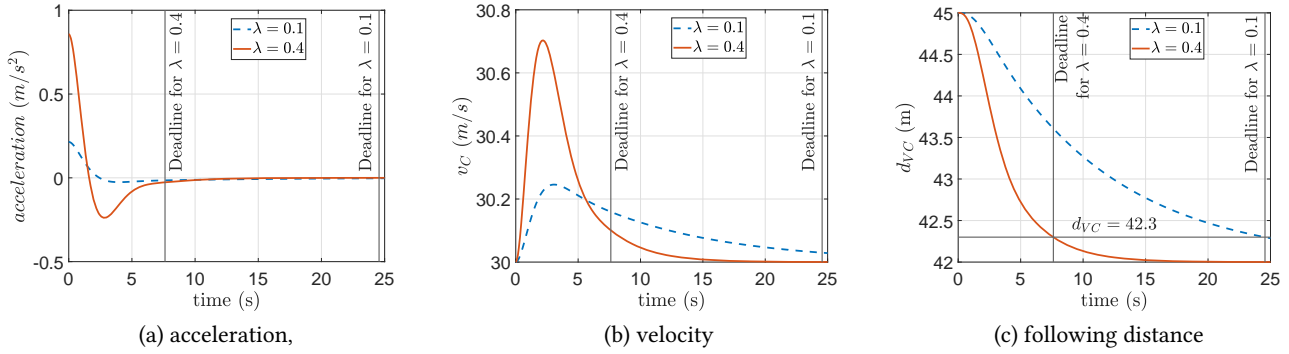 acceleration (m/s²)
1
0.5
0
-0.5
0 5 10 15 20 25
time (s)
λ = 0.1
λ = 0.4
Deadline for λ = 0.4
Deadline for λ = 0.1
(a) acceleration,
v_C (m/s)
30.8
30.6
30.4
30.2
30
0 5 10 15 20 25
time (s)
λ = 0.1
λ = 0.4
Deadline for λ = 0.4
Deadline for λ = 0.1
(b) velocity
d_VC (m)
45
44.5
44
43.5
43
42.5
42
0 5 10 15 20 25
time (s)
λ = 0.1
λ = 0.4
Deadline
for λ = 0.4
Deadline for λ = 0.1
d_VC = 42.3
(c) following distance